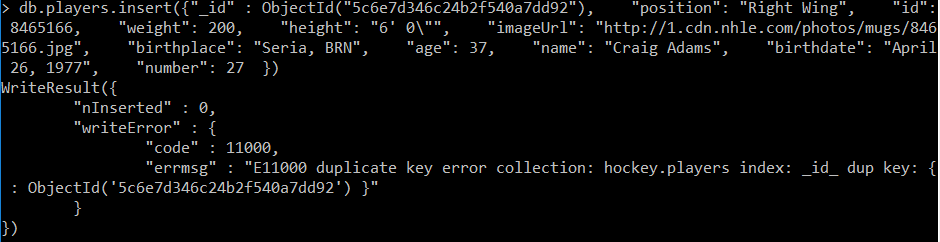 > db.players.insert({"_id" : ObjectId("5c6e7d346c24b2f540a7dd92"),    "position": "Right Wing",    "id":
 8465166,    "weight": 200,    "height": "6' 0\"",    "imageUrl": "http://1.cdn.nhle.com/photos/mugs/846
5166.jpg",    "birthplace": "Seria, BRN",    "age": 37,    "name": "Craig Adams",    "birthdate": "April
 26, 1977",    "number": 27  })
WriteResult({
        "nInserted" : 0,
        "writeError" : {
                "code" : 11000,
                "errmsg" : "E11000 duplicate key error collection: hockey.players index: _id_ dup key: {
 : ObjectId('5c6e7d346c24b2f540a7dd92') }"
        }
})